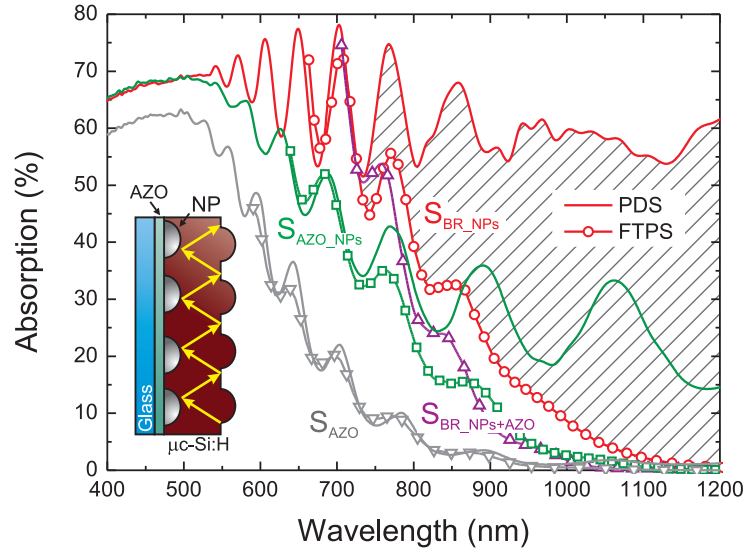 80
70
60
50
40
30
20
10
0
Absorption (%)
400 500 600 700 800 900 1000 1100 1200
Wavelength (nm)
PDS
FTPS
S_BR_NPs
S_AZO_NPs
S_BR_NPs+AZO
S_AZO
AZO
NP
Glass
μc-Si:H